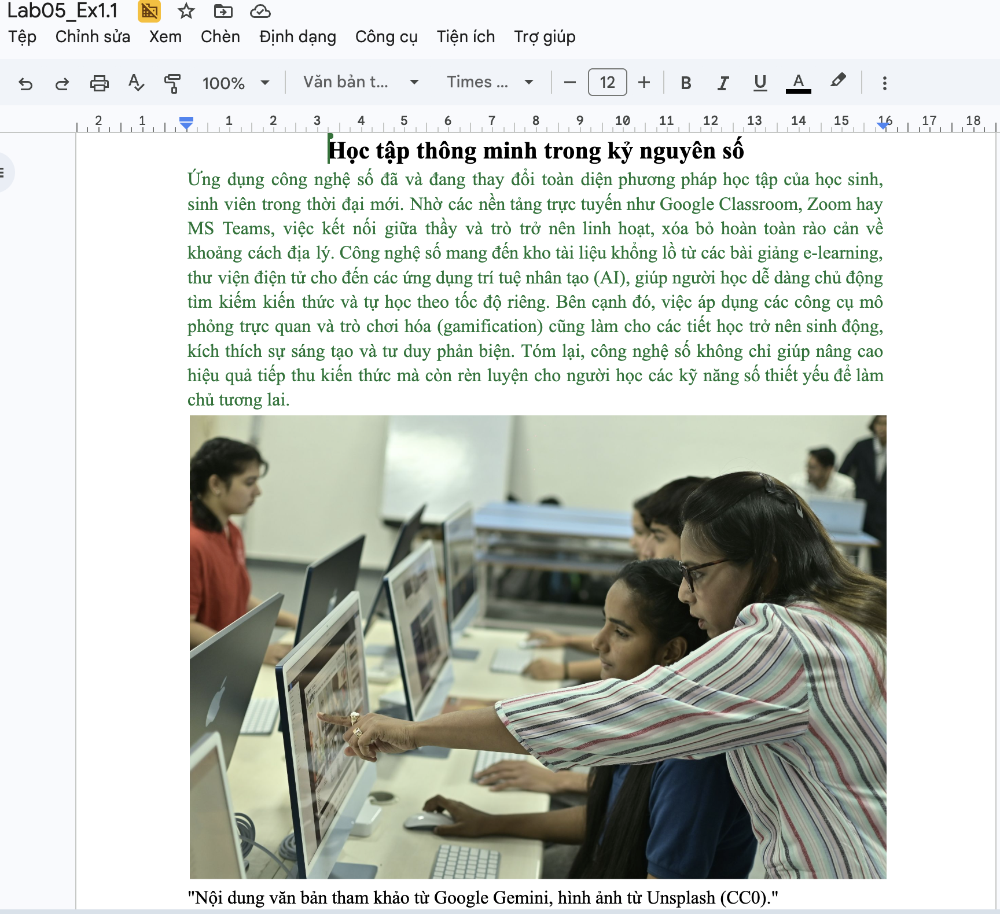 Lab05_Ex1.1
Tệp Chỉnh sửa Xem Chèn Định dạng Công cụ Tiện ích Trợ giúp
100% Văn bản t... Times ... 12 B I U A
2 1 1 2 3 4 5 6 7 8 9 10 11 12 13 14 15 16 17 18
Học tập thông minh trong kỷ nguyên số
Ứng dụng công nghệ số đã và đang thay đổi toàn diện phương pháp học tập của học sinh,
sinh viên trong thời đại mới. Nhờ các nền tảng trực tuyến như Google Classroom, Zoom hay
MS Teams, việc kết nối giữa thầy và trò trở nên linh hoạt, xóa bỏ hoàn toàn rào cản về
khoảng cách địa lý. Công nghệ số mang đến kho tài liệu khổng lồ từ các bài giảng e-learning,
thư viện điện tử cho đến các ứng dụng trí tuệ nhân tạo (AI), giúp người học dễ dàng chủ động
tìm kiếm kiến thức và tự học theo tốc độ riêng. Bên cạnh đó, việc áp dụng các công cụ mô
phỏng trực quan và trò chơi hóa (gamification) cũng làm cho các tiết học trở nên sinh động,
kích thích sự sáng tạo và tư duy phản biện. Tóm lại, công nghệ số không chỉ giúp nâng cao
hiệu quả tiếp thu kiến thức mà còn rèn luyện cho người học các kỹ năng số thiết yếu để làm
chủ tương lai.
"Nội dung văn bản tham khảo từ Google Gemini, hình ảnh từ Unsplash (CC0)."